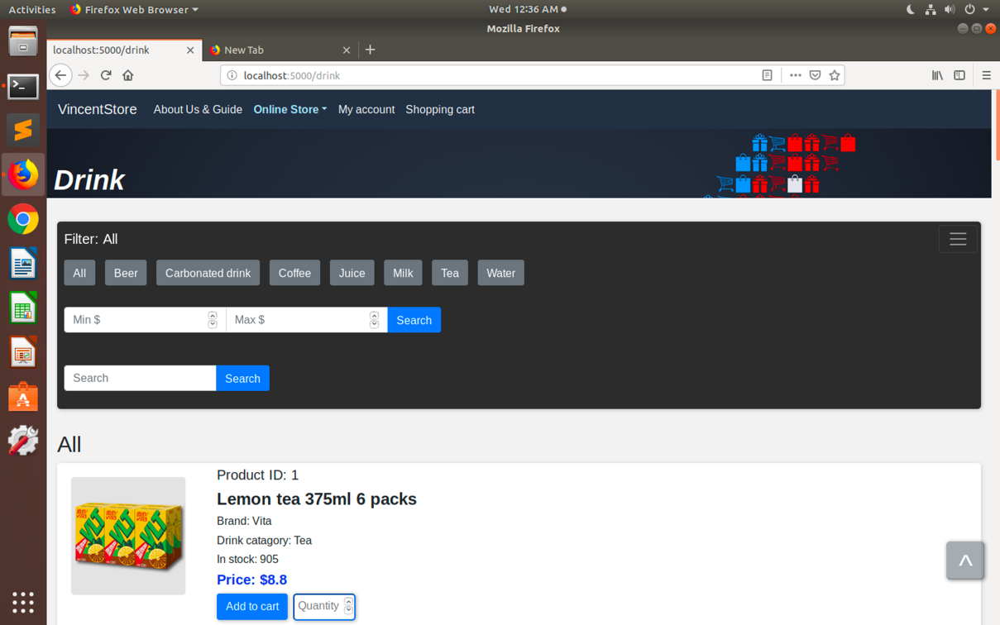 Activities Firefox Web Browser Wed 12:36 AM
Mozilla Firefox
localhost:5000/drink New Tab
localhost:5000/drink
VincentStore About Us & Guide Online Store My account Shopping cart
Drink
Filter: All
All Beer Carbonated drink Coffee Juice Milk Tea Water
Min $ Max $ Search
Search Search
All
Product ID: 1
Lemon tea 375ml 6 packs
Brand: Vita
Drink catagory: Tea
In stock: 905
Price: $8.8
Add to cart Quantity
^
VLT VLT VLT